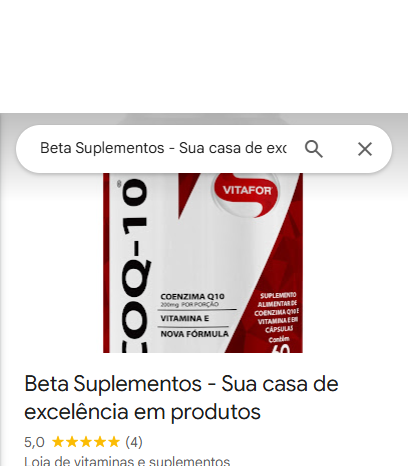 Beta Suplementos - Sua casa de exc
VITAFOR
COQ-10
COENZIMA Q10
200mg POR PORÇÃO
VITAMINA E
NOVA FÓRMULA
SUPLEMENTO
ALIMENTAR DE
COENZIMA Q10 E
VITAMINA E EM
CÁPSULAS
Contém
60
Beta Suplementos - Sua casa de
excelência em produtos
5,0 ★★★★★ (4)
Loja de vitaminas e suplementos